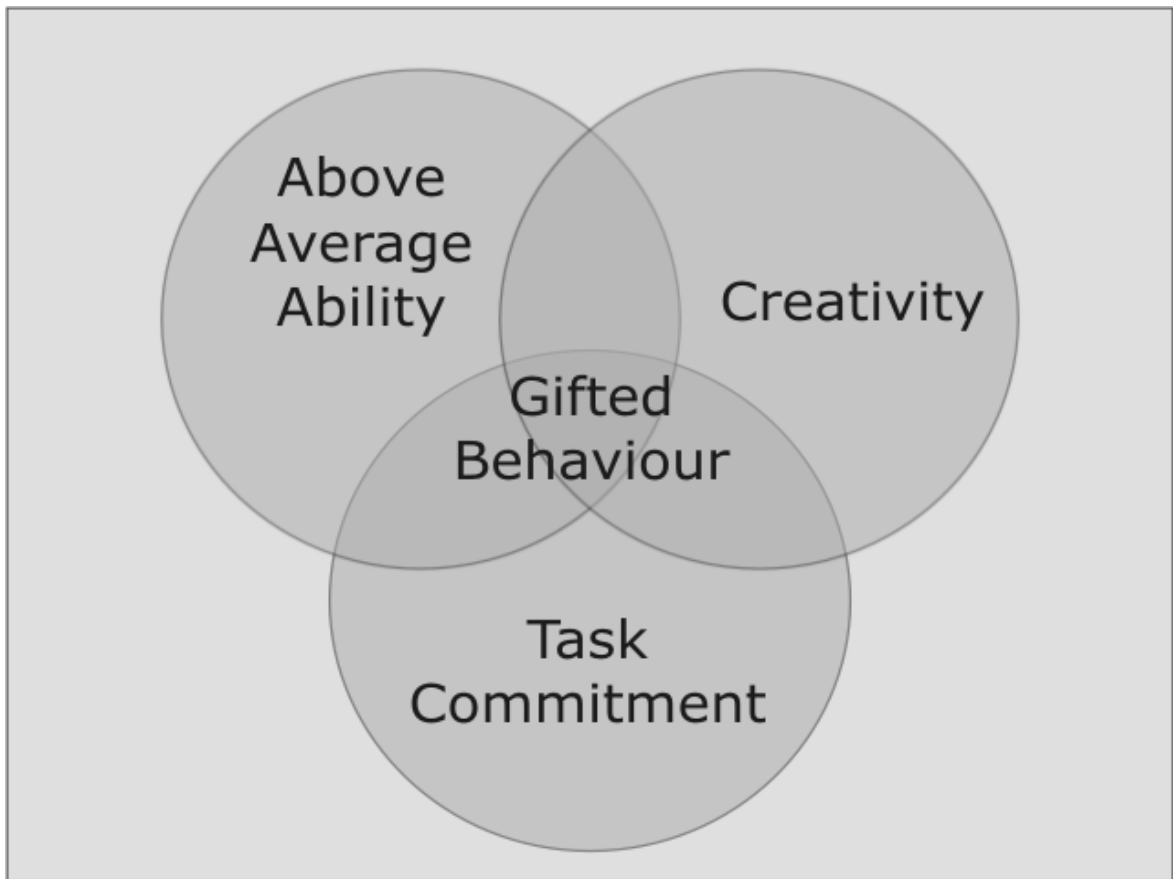 Above
Average
Ability
Creativity
Gifted
Behaviour
Task
Commitment